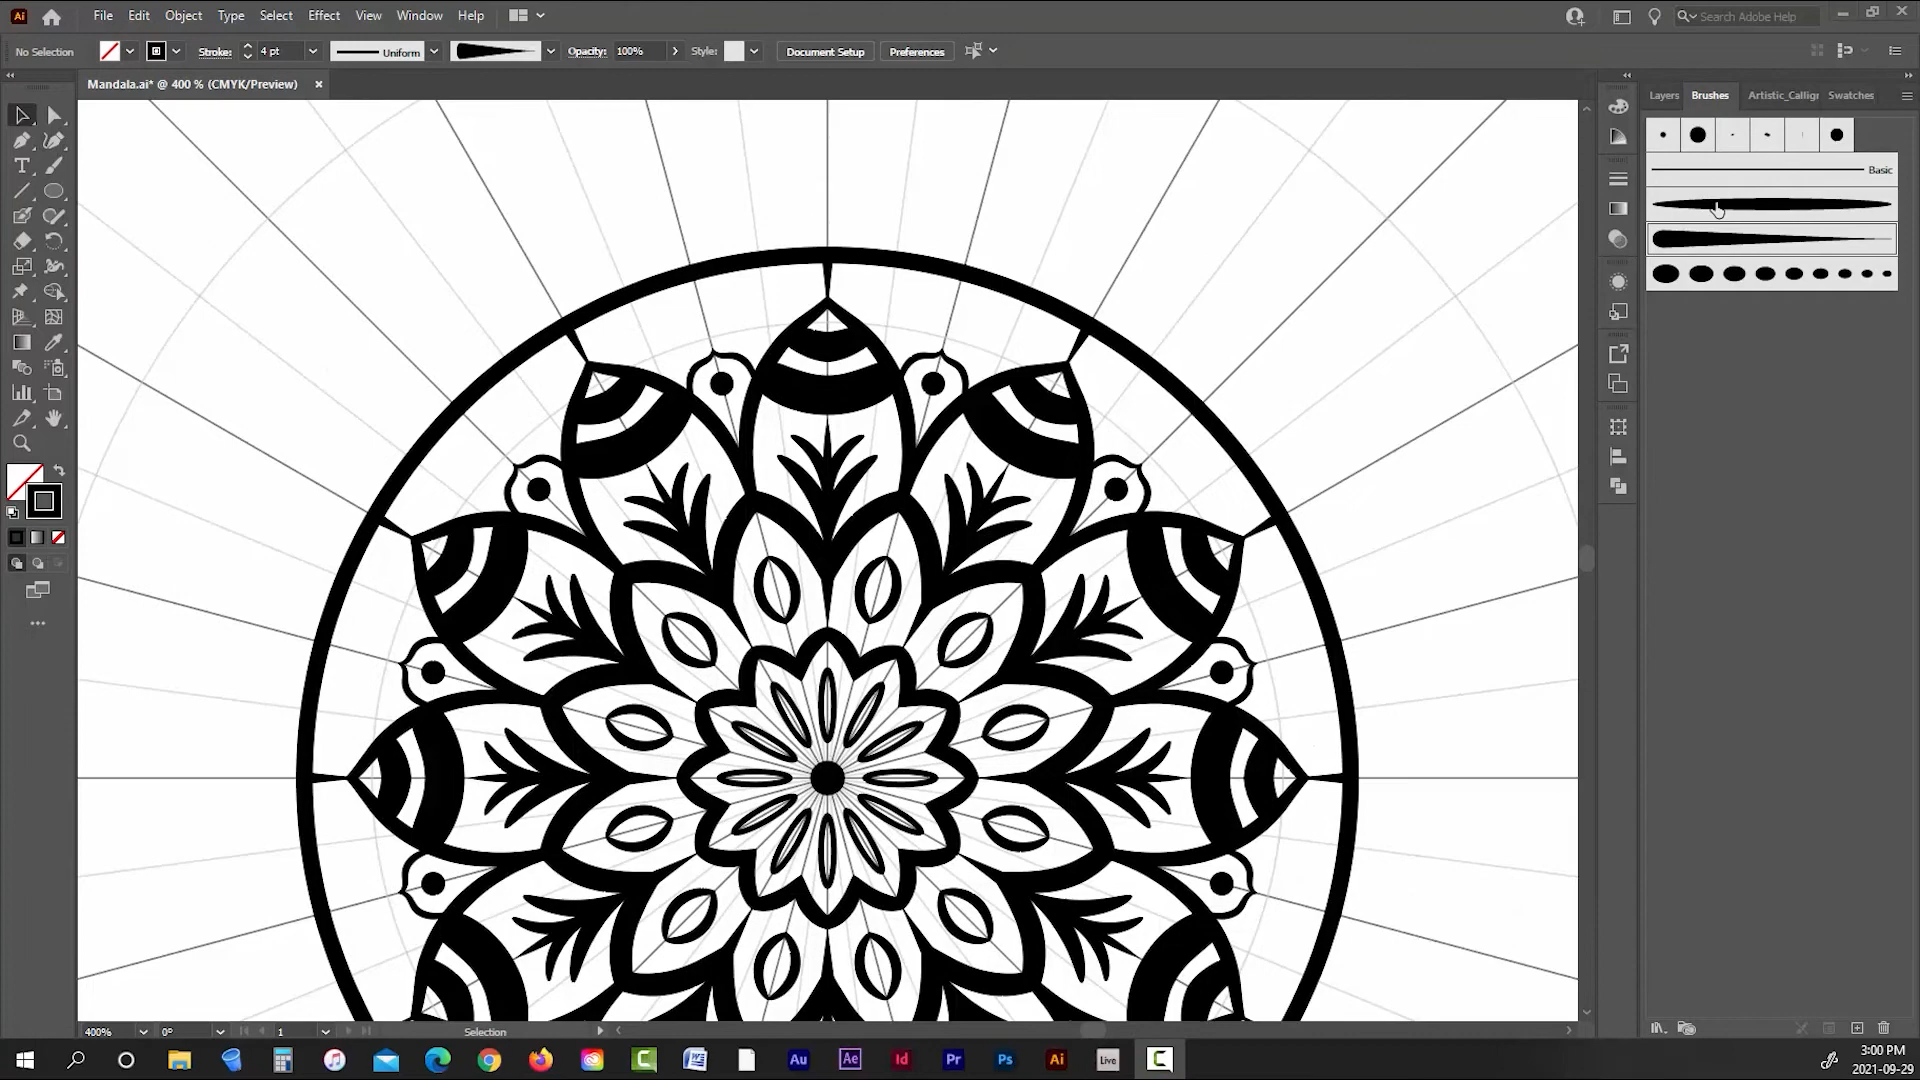 Ai File Edit Object Type Select Effect View Window Help Search Adobe Help
No Selection Stroke: 4 pt Uniform Opacity: 100% Style: Document Setup Preferences
Mandala.ai* @ 400 % (CMYK/Preview) ×
Layers Brushes Artistic_Calligr Swatches
Basic
400% 0° 1 Selection
Au Ae Id Pr Ps Ai Live
3:00 PM
2021-09-29